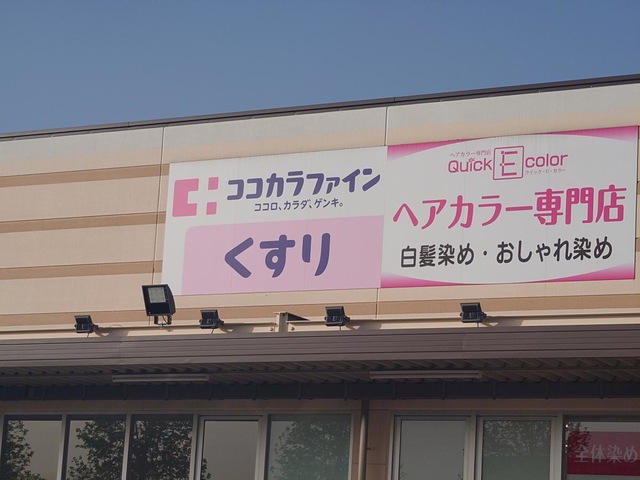 ココカラファイン
ココロ、カラダ、ゲンキ。
くすり
ヘアカラー専門店
Quick E color
クイック・E・カラー
ヘアカラー専門店
白髪染め・おしゃれ染め
全体染め